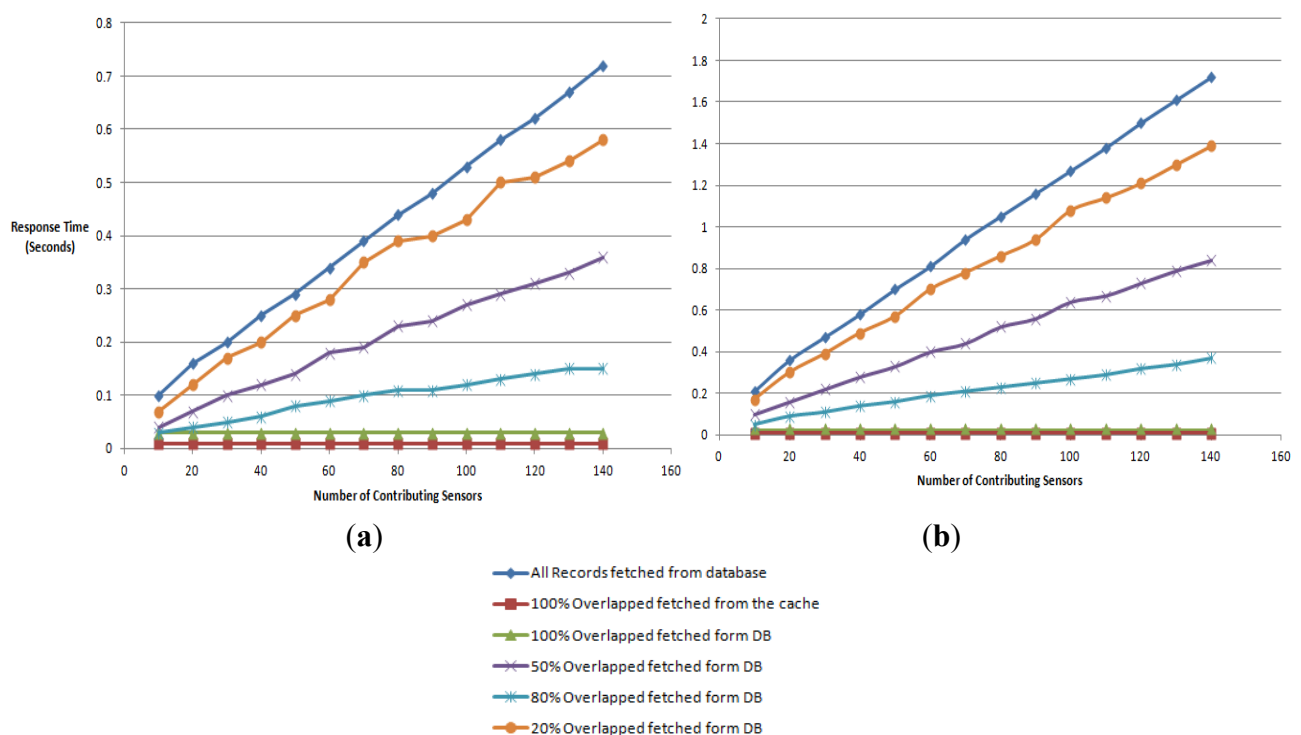 0.8
0.7
0.6
0.5
0.4
0.3
0.2
0.1
0
Response Time
(Seconds)
0 20 40 60 80 100 120 140 160
Number of Contributing Sensors
(a)
2
1.8
1.6
1.4
1.2
1
0.8
0.6
0.4
0.2
0
0 20 40 60 80 100 120 140 160
Number of Contributing Sensors
(b)
All Records fetched from database
100% Overlapped fetched from the cache
100% Overlapped fetched form DB
50% Overlapped fetched form DB
80% Overlapped fetched form DB
20% Overlapped fetched form DB